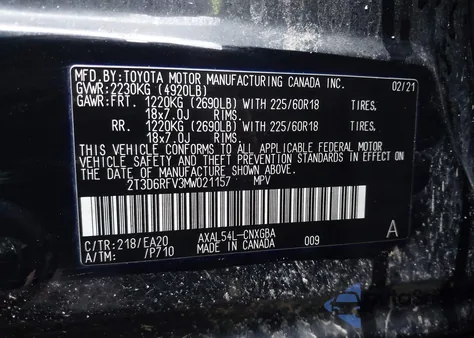 MFD.BY:TOYOTA MOTOR MANUFACTURING CANADA INC. 02/21
GVWR:2230KG (4920LB)
GAWR:FRT. 1220KG (2690LB) WITH 225/60R18 TIRES,
18x7.0J RIMS,
RR. 1220KG (2690LB) WITH 225/60R18 TIRES,
18x7.0J RIMS,
THIS VEHICLE CONFORMS TO ALL APPLICABLE FEDERAL MOTOR
VEHICLE SAFETY AND THEFT PREVENTION STANDARDS IN EFFECT ON
THE DATE OF MANUFACTURE SHOWN ABOVE.
2T3D6RFV3MW021157 MPV
C/TR:218/EA20 AXAL54L-CNXGBA A
A/TM: /P710 MADE IN CANADA 009